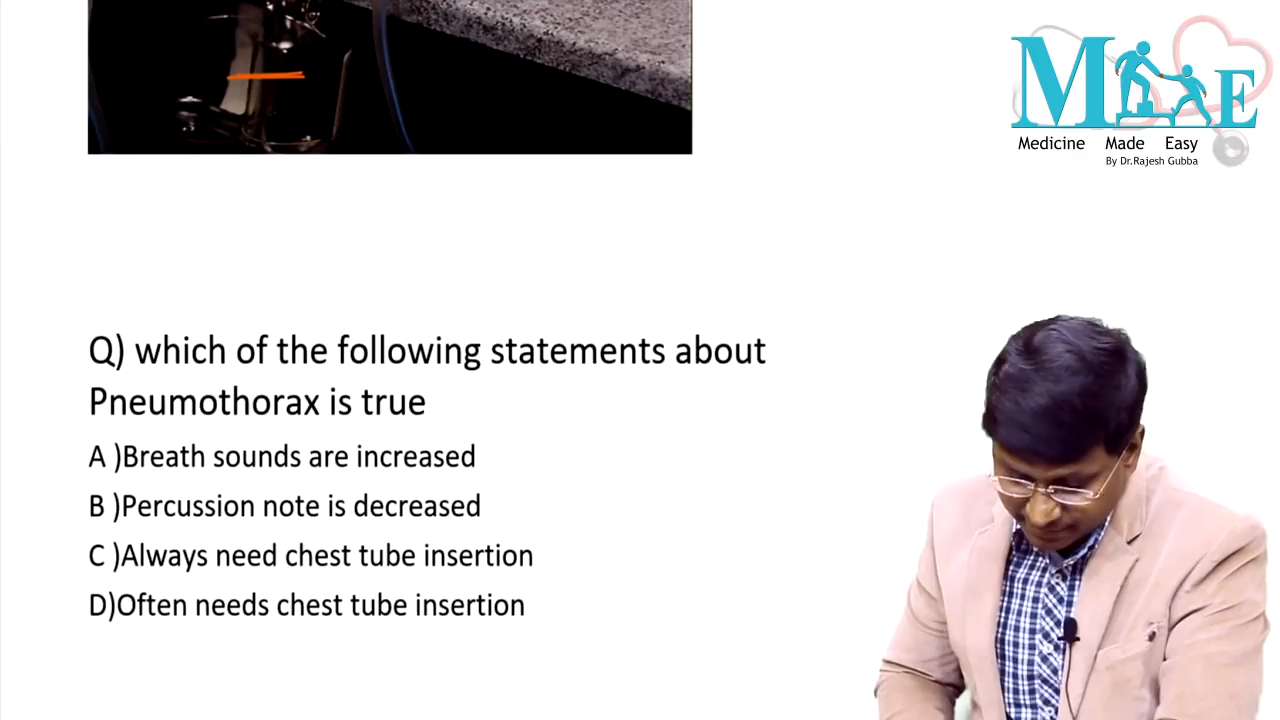 M E
Medicine Made Easy
By Dr.Rajesh Gubba
Q) which of the following statements about
Pneumothorax is true
A )Breath sounds are increased
B )Percussion note is decreased
C )Always need chest tube insertion
D)Often needs chest tube insertion